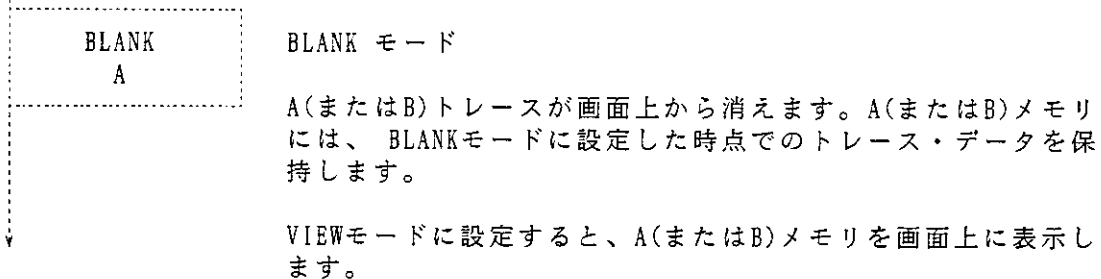 BLANK
A
BLANK モード
A(またはB)トレースが画面上から消えます。A(またはB)メモリ
には、 BLANKモードに設定した時点でのトレース・データを保
持します。
VIEWモードに設定すると、A(またはB)メモリを画面上に表示し
ます。